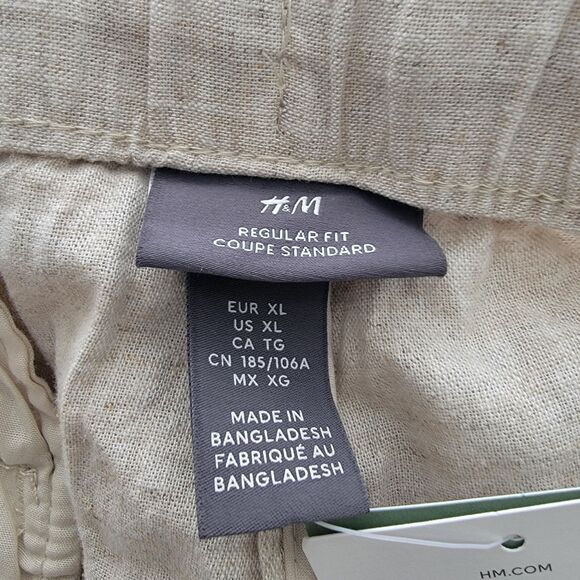 H&M
REGULAR FIT
COUPE STANDARD
EUR XL
US XL
CA TG
CN 185/106A
MX XG
MADE IN
BANGLADESH
FABRIQUÉ AU
BANGLADESH
HM.COM